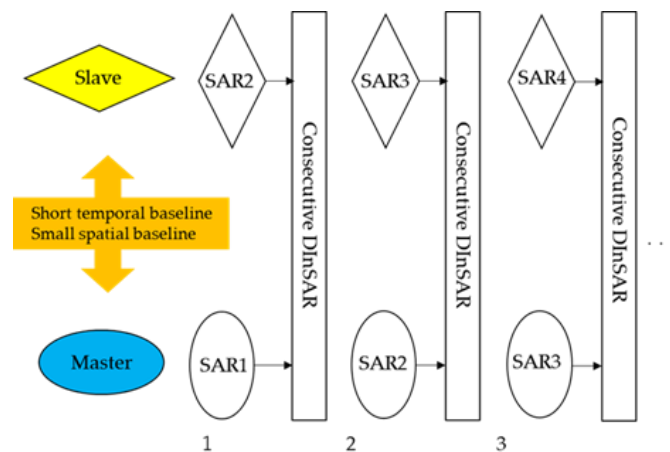 Slave
SAR2
SAR3
SAR4
Consecutive DInSAR
Consecutive DInSAR
Consecutive DInSAR
Short temporal baseline
Small spatial baseline
. .
Master
SAR1
SAR2
SAR3
1
2
3